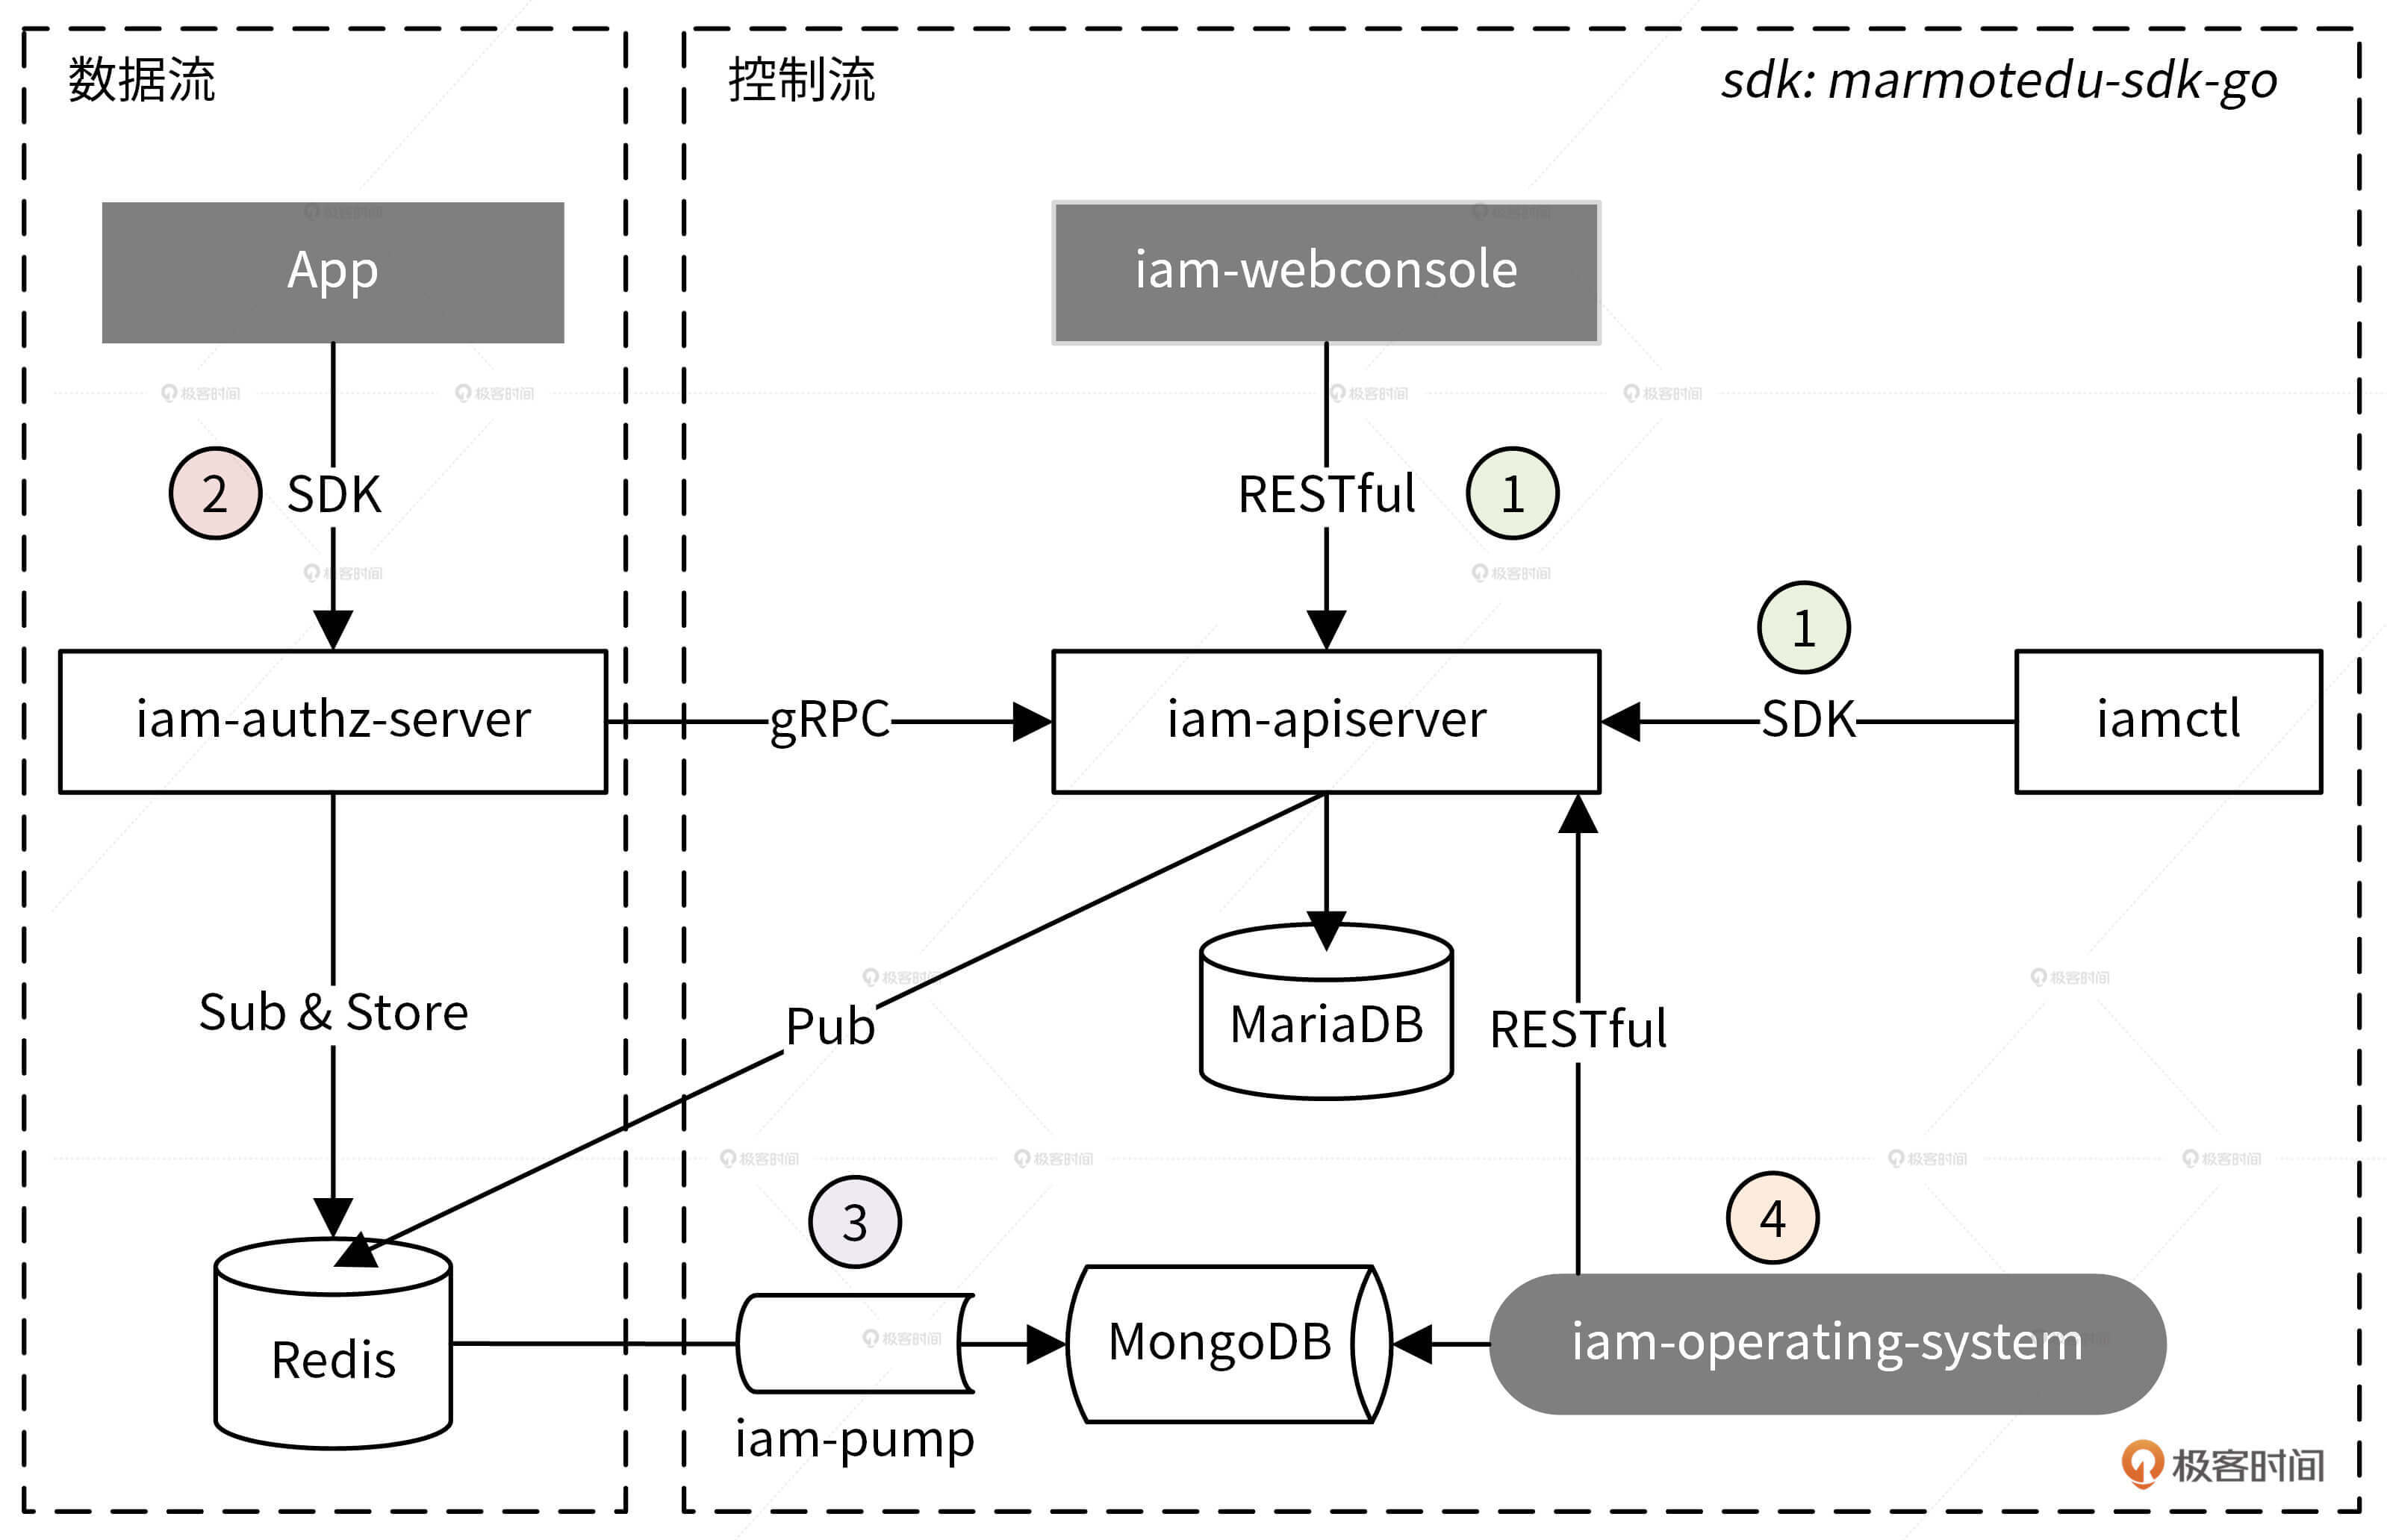 数据流
控制流
sdk: marmotedu-sdk-go
App
iam-webconsole
2
SDK
RESTful
1
1
iam-authz-server
gRPC
iam-apiserver
SDK
iamctl
Sub & Store
Pub
MariaDB
RESTful
3
4
Redis
iam-pump
MongoDB
iam-operating-system
极客时间